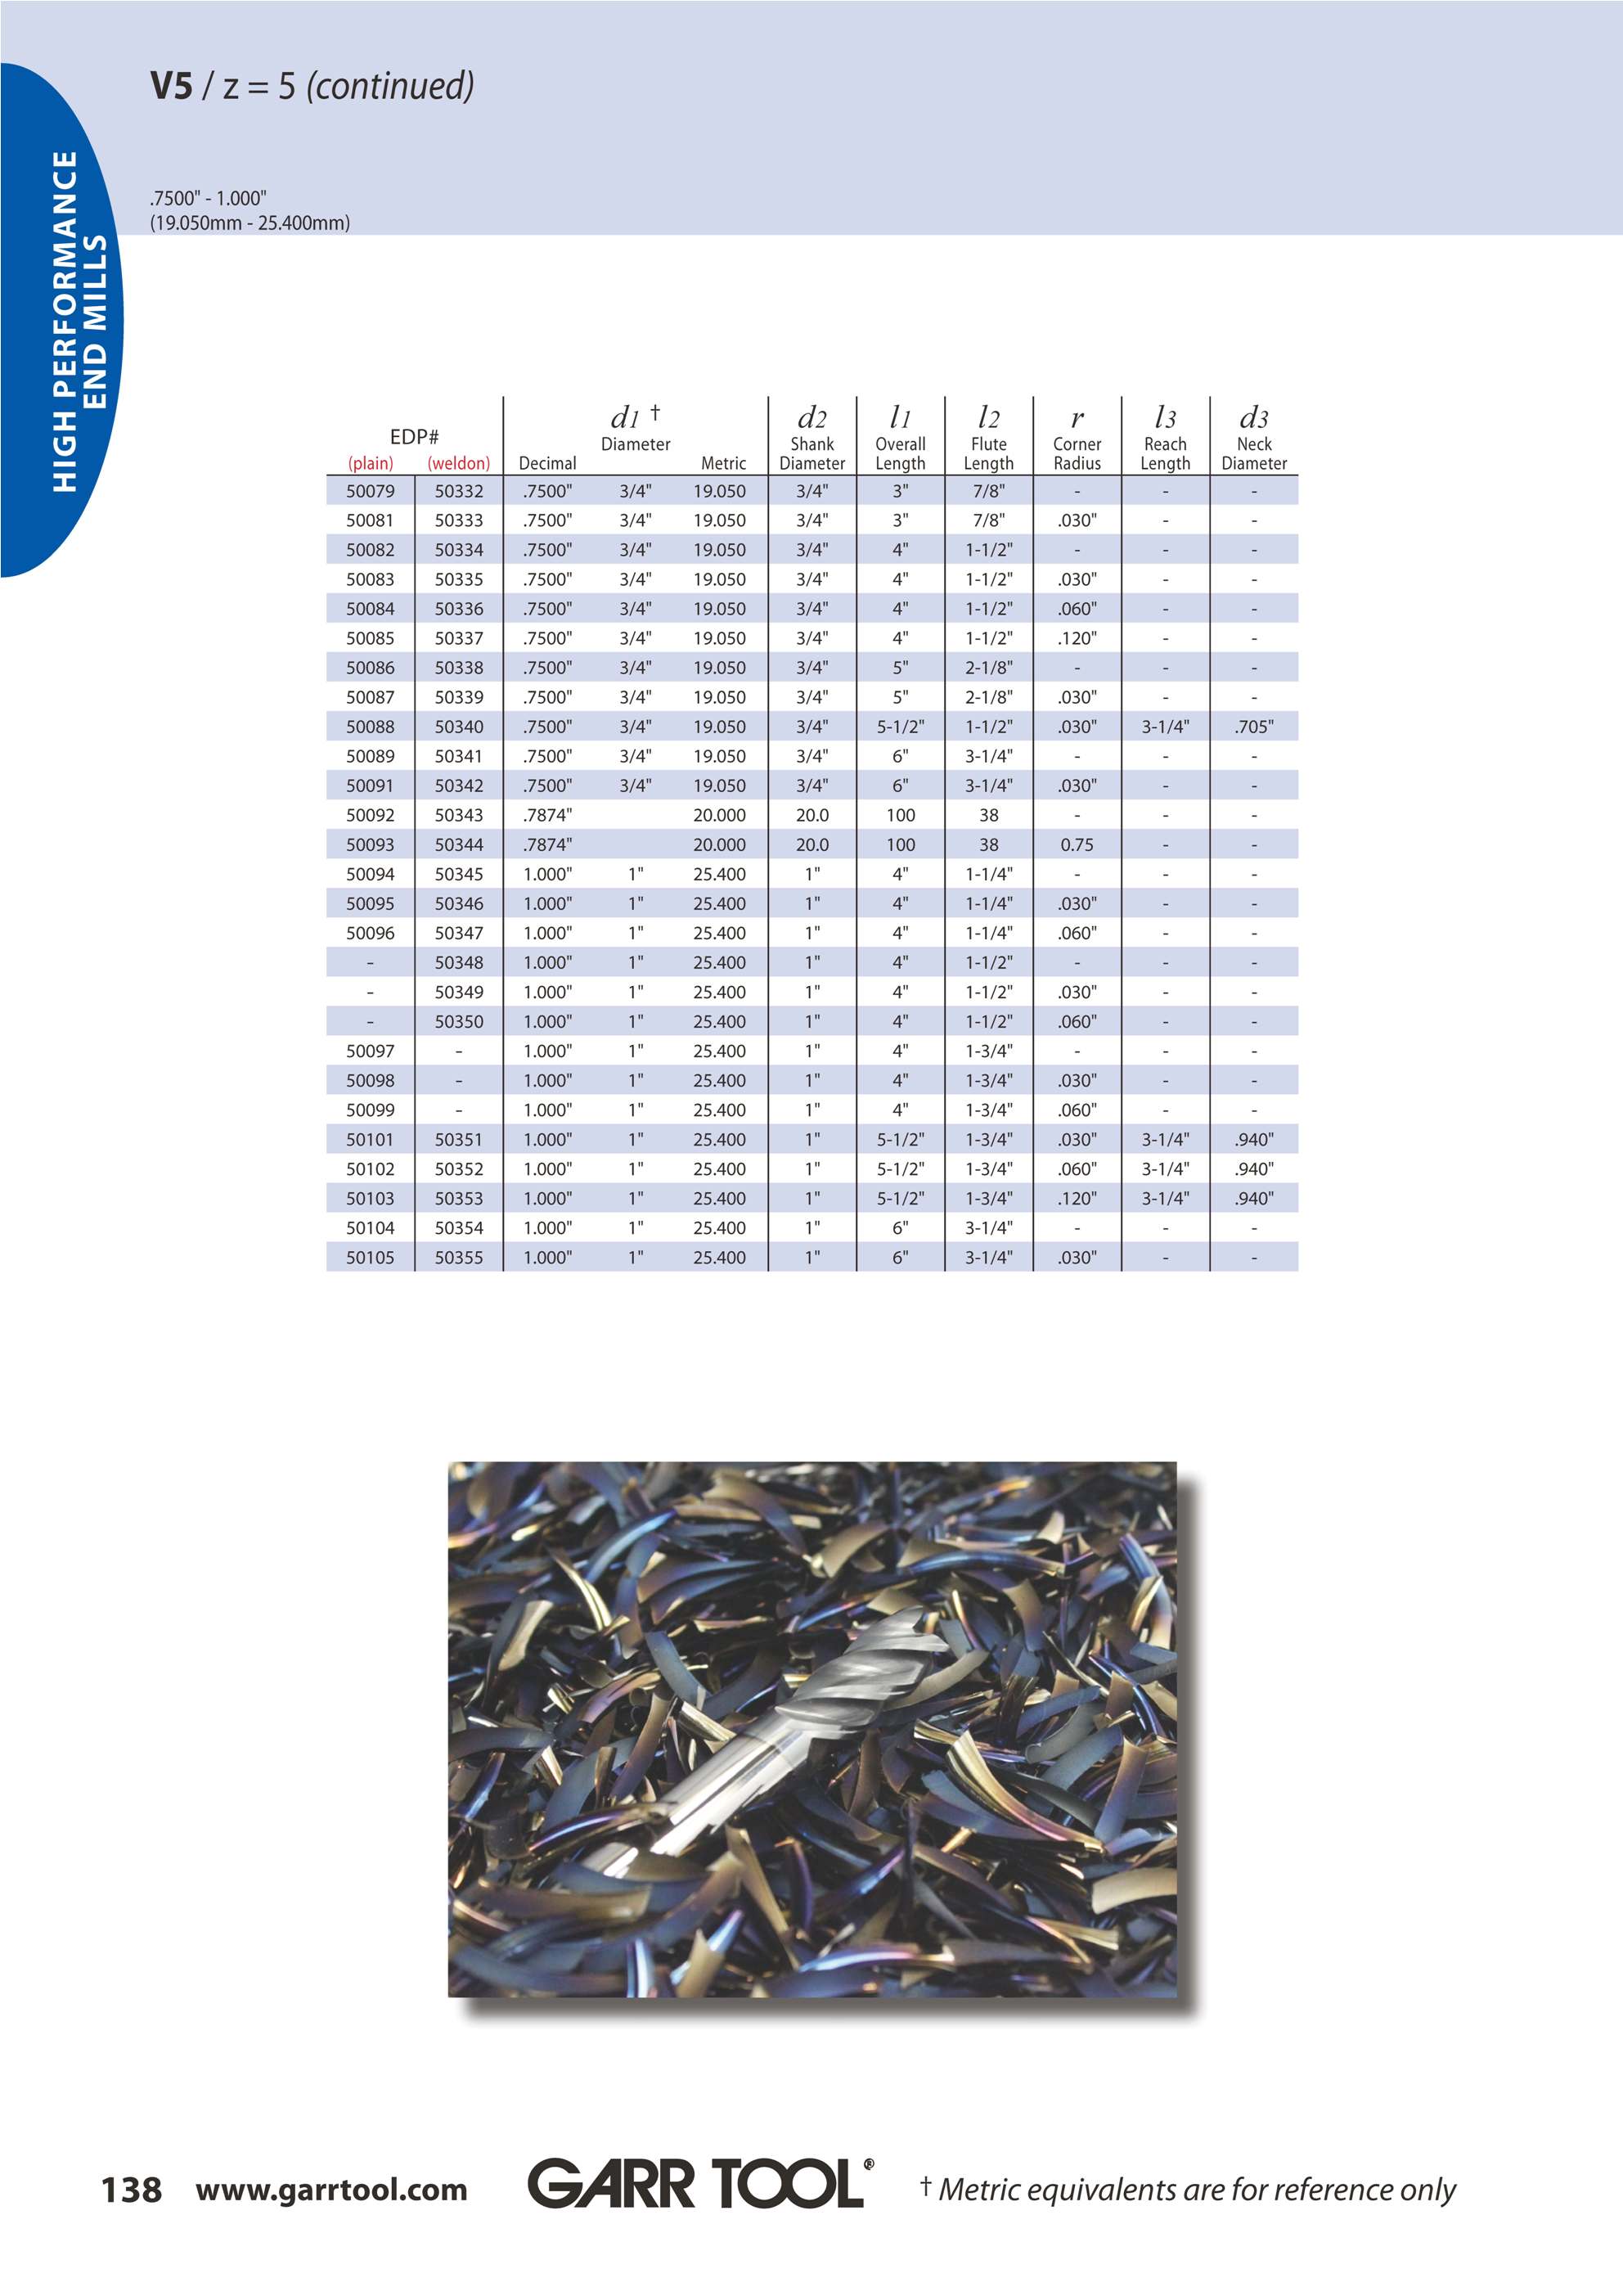 V5 / z = 5 (continued)
.7500" - 1.000"
(19.050mm - 25.400mm)
HIGH PERFORMANCE
END MILLS
EDP# d1 † d2 l1 l2 r l3 d3
Diameter Shank Overall Flute Corner Reach Neck
(plain) (weldon) Decimal Metric Diameter Length Length Radius Length Diameter
50079 50332 .7500" 3/4" 19.050 3/4" 3" 7/8" - - -
50081 50333 .7500" 3/4" 19.050 3/4" 3" 7/8" .030" - -
50082 50334 .7500" 3/4" 19.050 3/4" 4" 1-1/2" - - -
50083 50335 .7500" 3/4" 19.050 3/4" 4" 1-1/2" .030" - -
50084 50336 .7500" 3/4" 19.050 3/4" 4" 1-1/2" .060" - -
50085 50337 .7500" 3/4" 19.050 3/4" 4" 1-1/2" .120" - -
50086 50338 .7500" 3/4" 19.050 3/4" 5" 2-1/8" - - -
50087 50339 .7500" 3/4" 19.050 3/4" 5" 2-1/8" .030" - -
50088 50340 .7500" 3/4" 19.050 3/4" 5-1/2" 1-1/2" .030" 3-1/4" .705"
50089 50341 .7500" 3/4" 19.050 3/4" 6" 3-1/4" - - -
50091 50342 .7500" 3/4" 19.050 3/4" 6" 3-1/4" .030" - -
50092 50343 .7874" 20.000 20.0 100 38 - - -
50093 50344 .7874" 20.000 20.0 100 38 0.75 - -
50094 50345 1.000" 1" 25.400 1" 4" 1-1/4" - - -
50095 50346 1.000" 1" 25.400 1" 4" 1-1/4" .030" - -
50096 50347 1.000" 1" 25.400 1" 4" 1-1/4" .060" - -
- 50348 1.000" 1" 25.400 1" 4" 1-1/2" - - -
- 50349 1.000" 1" 25.400 1" 4" 1-1/2" .030" - -
- 50350 1.000" 1" 25.400 1" 4" 1-1/2" .060" - -
50097 - 1.000" 1" 25.400 1" 4" 1-3/4" - - -
50098 - 1.000" 1" 25.400 1" 4" 1-3/4" .030" - -
50099 - 1.000" 1" 25.400 1" 4" 1-3/4" .060" - -
50101 50351 1.000" 1" 25.400 1" 5-1/2" 1-3/4" .030" 3-1/4" .940"
50102 50352 1.000" 1" 25.400 1" 5-1/2" 1-3/4" .060" 3-1/4" .940"
50103 50353 1.000" 1" 25.400 1" 5-1/2" 1-3/4" .120" 3-1/4" .940"
50104 50354 1.000" 1" 25.400 1" 6" 3-1/4" - - -
50105 50355 1.000" 1" 25.400 1" 6" 3-1/4" .030" - -
138 www.garrtool.com GARR TOOL® † Metric equivalents are for reference only